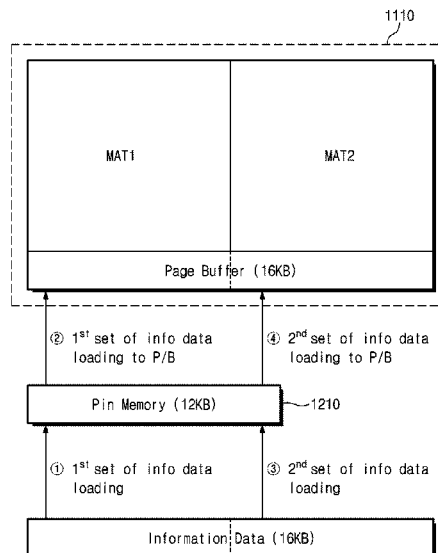 1110
MAT1
MAT2
Page Buffer (16KB)
② 1st set of info data
loading to P/B
④ 2nd set of info data
loading to P/B
Pin Memory (12KB)
1210
① 1st set of info data
loading
③ 2nd set of info data
loading
Information Data (16KB)